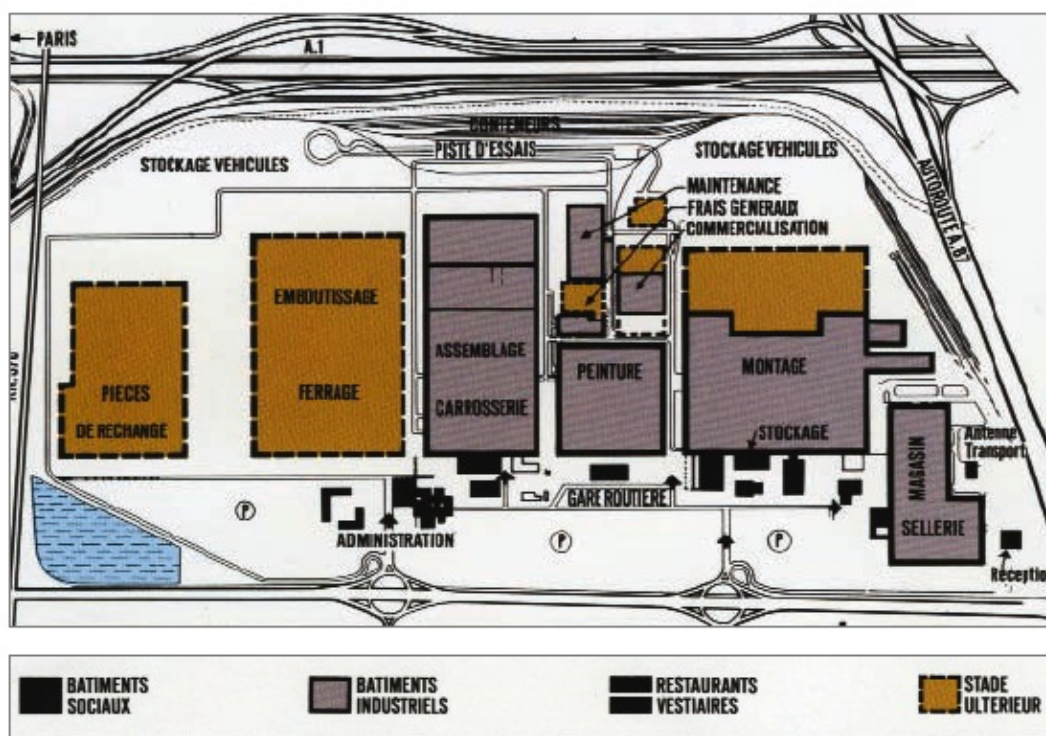 PARIS
A.1
CONTENEURS
PISTE D'ESSAIS
STOCKAGE VEHICULES
STOCKAGE VEHICULES
MAINTENANCE
FRAIS GENERAUX
COMMERCIALISATION
AUTOROUTE A.87
EMBOUTISSAGE
FERRAGE
PIECES
DE RECHANGE
ASSEMBLAGE
CARROSSERIE
PEINTURE
MONTAGE
STOCKAGE
MAGASIN
SELLERIE
Antenne
Transport
GARE ROUTIERE
P
P
P
ADMINISTRATION
Réception
BATIMENTS
SOCIAUX
BATIMENTS
INDUSTRIELS
RESTAURANTS
VESTIAIRES
STADE
ULTERIEUR